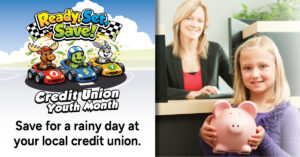 Ready, Set,
Save!
Credit Union
Youth Month
Save for a rainy day at
your local credit union.